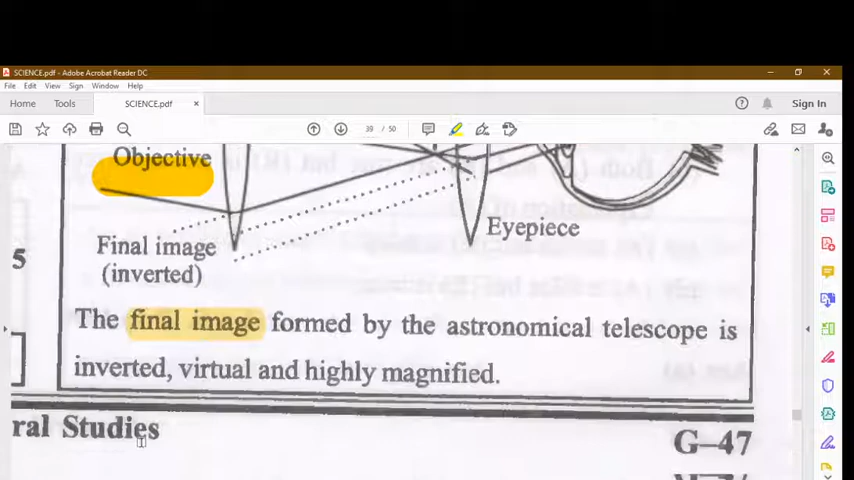 SCIENCE.pdf - Adobe Acrobat Reader DC
File Edit View Sign Window Help
Home Tools SCIENCE.pdf × Sign In
39 / 50
Objective
Eyepiece
Final image
(inverted)
5
The final image formed by the astronomical telescope is
inverted, virtual and highly magnified.
ral Studies G–47